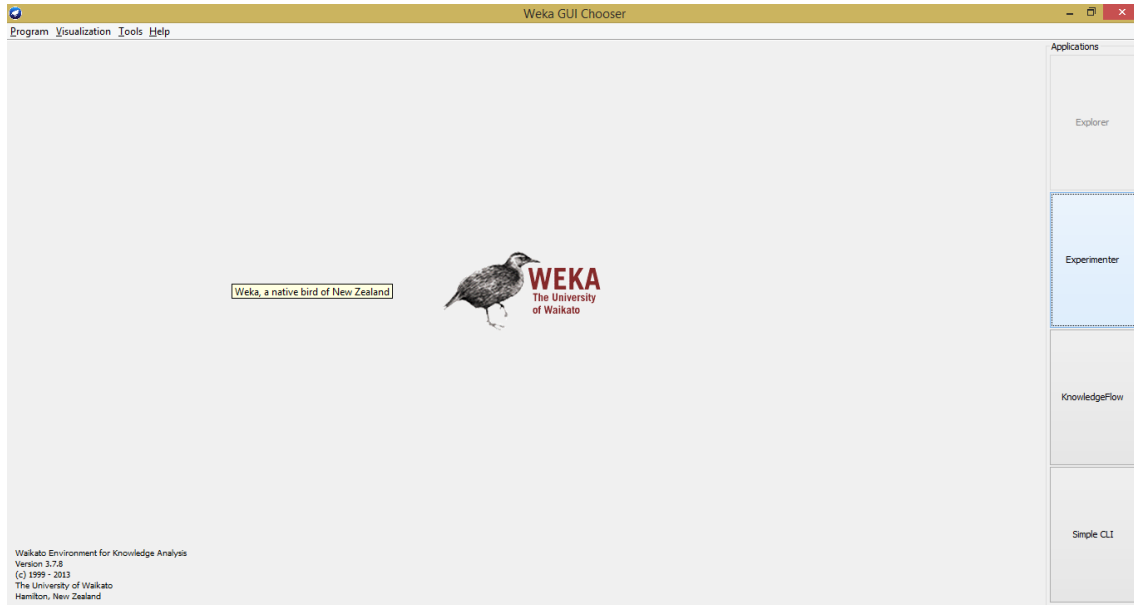 Weka GUI Chooser
Program Visualization Tools Help
Applications
Explorer
Experimenter
WEKA
The University
of Waikato
Weka, a native bird of New Zealand
KnowledgeFlow
Simple CLI
Waikato Environment for Knowledge Analysis
Version 3.7.8
(c) 1999 - 2013
The University of Waikato
Hamilton, New Zealand